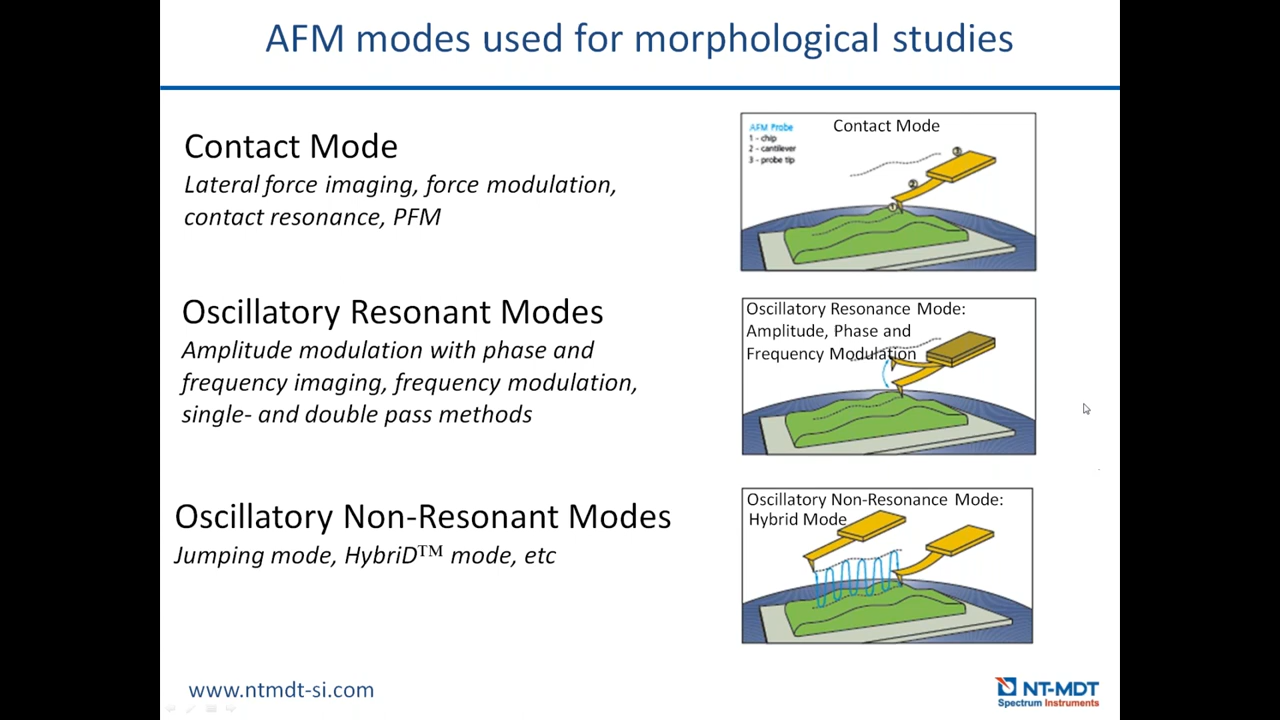 AFM modes used for morphological studies
Contact Mode
Lateral force imaging, force modulation,
contact resonance, PFM
AFM Probe
1 - chip
2 - cantilever
3 - probe tip
Contact Mode
3
2
1
Oscillatory Resonant Modes
Amplitude modulation with phase and
frequency imaging, frequency modulation,
single- and double pass methods
Oscillatory Resonance Mode:
Amplitude, Phase and
Frequency Modulation
Oscillatory Non-Resonant Modes
Jumping mode, HybriD™ mode, etc
Oscillatory Non-Resonance Mode:
Hybrid Mode
www.ntmdt-si.com
NT-MDT
Spectrum Instruments